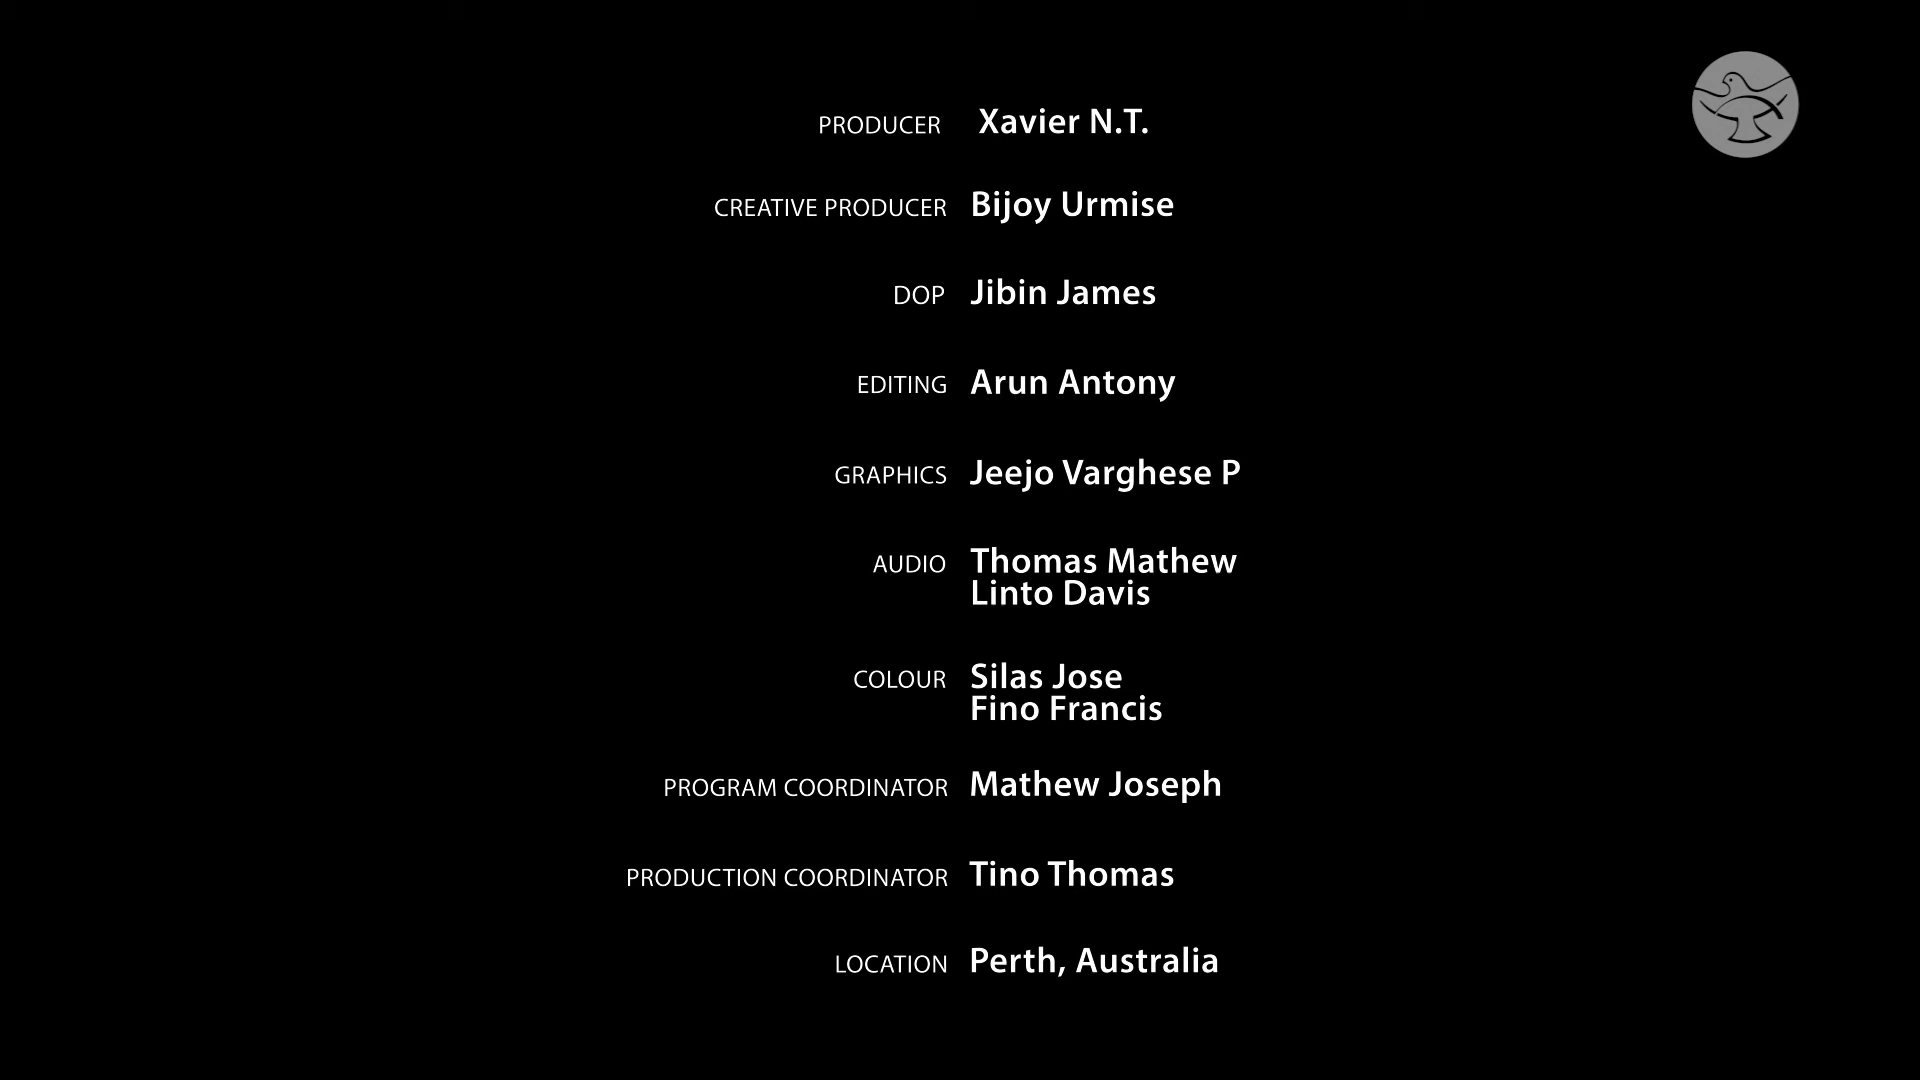 PRODUCER Xavier N.T.
CREATIVE PRODUCER Bijoy Urmise
DOP Jibin James
EDITING Arun Antony
GRAPHICS Jeejo Varghese P
AUDIO Thomas Mathew
Linto Davis
COLOUR Silas Jose
Fino Francis
PROGRAM COORDINATOR Mathew Joseph
PRODUCTION COORDINATOR Tino Thomas
LOCATION Perth, Australia